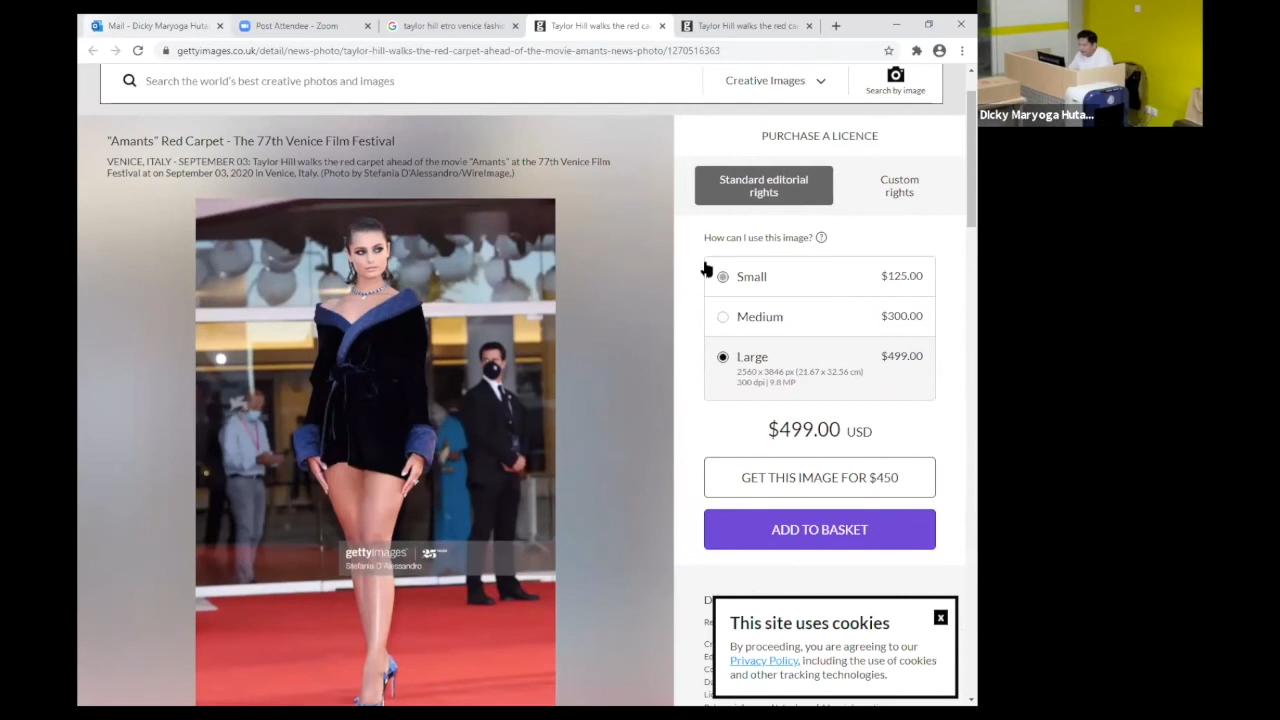 Mail - Dicky Maryoga Huta
Post Attendee - Zoom
taylor hill etro venice fashio
Taylor Hill walks the red ca
Taylor Hill walks the red ca
gettyimages.co.uk/detail/news-photo/taylor-hill-walks-the-red-carpet-ahead-of-the-movie-amants-news-photo/1270516363
Dicky Maryoga Huta...
Search the world's best creative photos and images
Creative Images
Search by image
"Amants" Red Carpet - The 77th Venice Film Festival
VENICE, ITALY - SEPTEMBER 03: Taylor Hill walks the red carpet ahead of the movie "Amants" at the 77th Venice Film
Festival at on September 03, 2020 in Venice, Italy. (Photo by Stefania D'Alessandro/WireImage,)
gettyimages®
25
Stefania D'Alessandro
PURCHASE A LICENCE
Standard editorial
rights
Custom
rights
How can I use this image? ?
Small $125.00
Medium $300.00
Large $499.00
2560 x 3846 px (21.67 x 32.56 cm)
300 dpi | 9.8 MP
$499.00 USD
GET THIS IMAGE FOR $450
ADD TO BASKET
This site uses cookies
x
By proceeding, you are agreeing to our
Privacy Policy, including the use of cookies
and other tracking technologies.